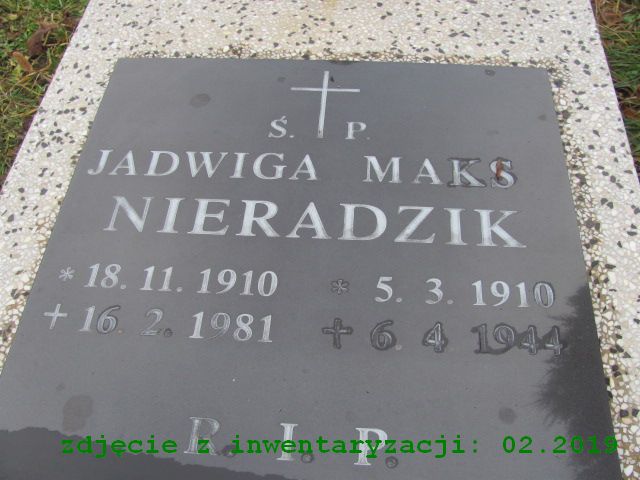 Ś. P.
JADWIGA MAKS
NIERADZIK
* 18. 11. 1910 * 5. 3. 1910
+ 16. 2. 1981 + 6. 4. 1944
R. I. P.
zdjęcie z inwentaryzacji: 02.2019